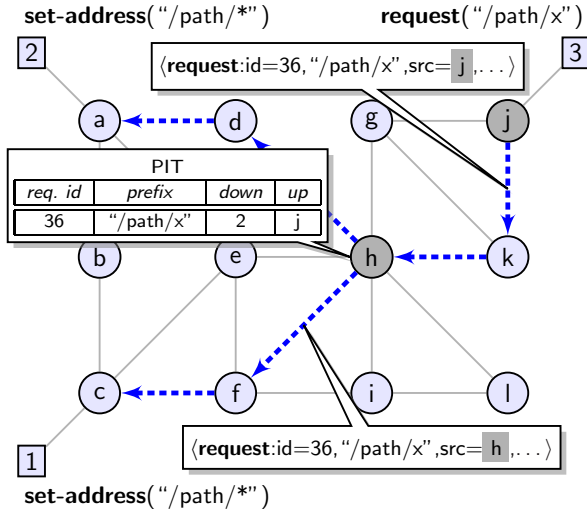 set-address("/path/*")
request("/path/x")
2
3
⟨request:id=36,"/path/x",src= j ,...⟩
a
d
g
j
PIT
req. id prefix down up
36 "/path/x" 2 j
b
e
h
k
c
f
i
l
⟨request:id=36,"/path/x",src= h ,...⟩
1
set-address("/path/*")